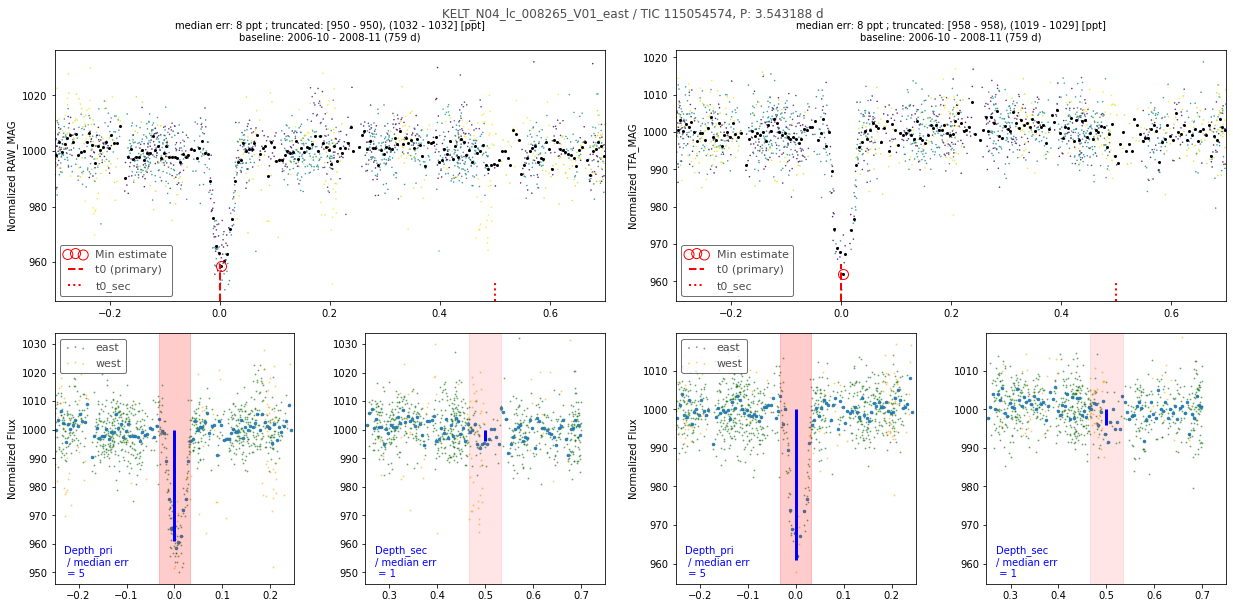 KELT_N04_lc_008265_V01_east / TIC 115054574, P: 3.543188 d
median err: 8 ppt ; truncated: [950 - 950), (1032 - 1032] [ppt]
baseline: 2006-10 - 2008-11 (759 d)
median err: 8 ppt ; truncated: [958 - 958), (1019 - 1029] [ppt]
baseline: 2006-10 - 2008-11 (759 d)
Normalized RAW_MAG
1020
1000
980
960
Min estimate
t0 (primary)
t0_sec
−0.2 0.0 0.2 0.4 0.6
Normalized TFA_MAG
1020
1010
1000
990
980
970
960
Min estimate
t0 (primary)
t0_sec
−0.2 0.0 0.2 0.4 0.6
Normalized Flux
1030
1020
1010
1000
990
980
970
960
950
east
west
Depth_pri
/ median err
= 5
−0.2 −0.1 0.0 0.1 0.2
1030
1020
1010
1000
990
980
970
960
950
Depth_sec
/ median err
= 1
0.3 0.4 0.5 0.6 0.7
Normalized Flux
1010
1000
990
980
970
960
east
west
Depth_pri
/ median err
= 5
−0.2 −0.1 0.0 0.1 0.2
1010
1000
990
980
970
960
Depth_sec
/ median err
= 1
0.3 0.4 0.5 0.6 0.7